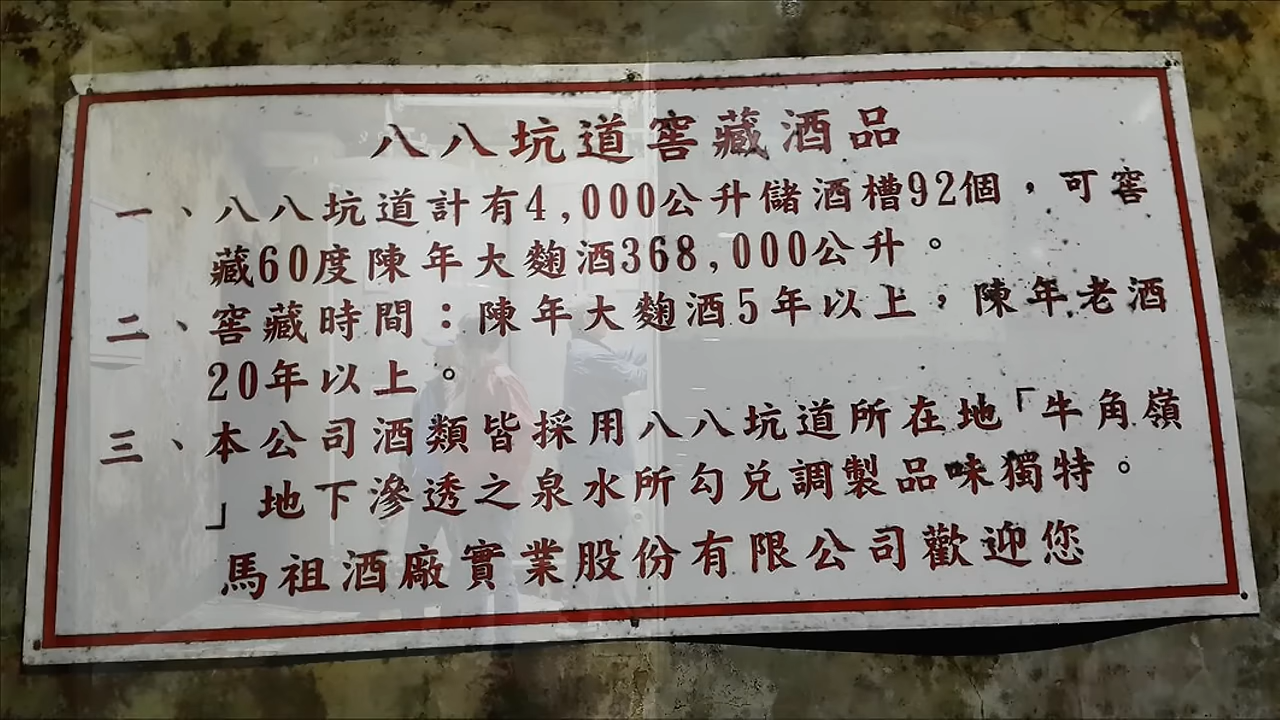 八八坑道窖藏酒品
一、八八坑道計有4,000公升儲酒槽92個，可窖
藏60度陳年大麴酒368,000公升。
二、窖藏時間：陳年大麴酒5年以上，陳年老酒
20年以上。
三、本公司酒類皆採用八八坑道所在地「牛角嶺
」地下滲透之泉水所勾兌調製品味獨特。
馬祖酒廠實業股份有限公司歡迎您